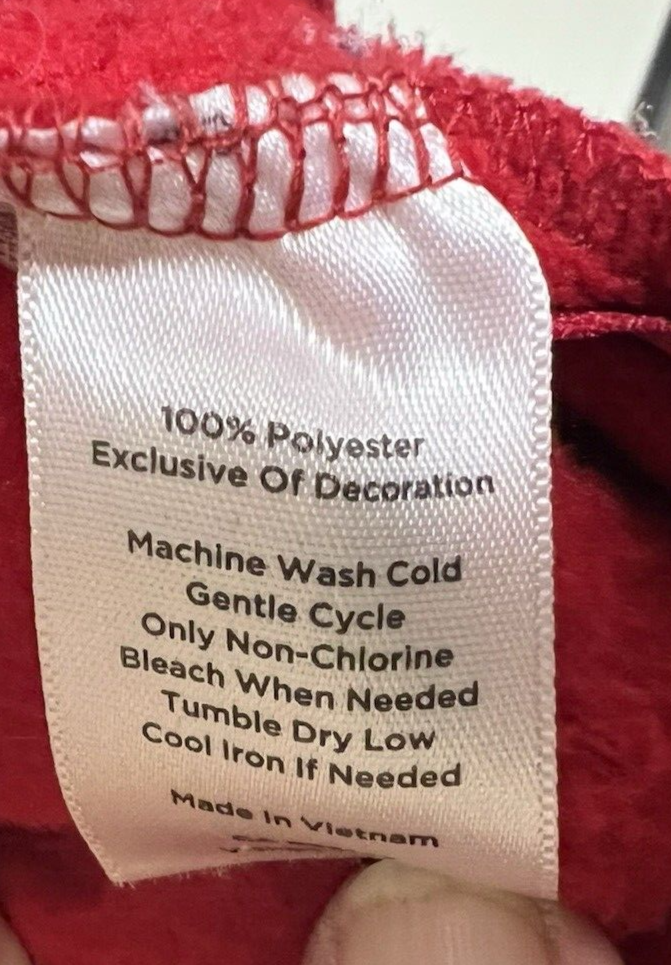 100% Polyester
Exclusive Of Decoration
Machine Wash Cold
Gentle Cycle
Only Non-Chlorine
Bleach When Needed
Tumble Dry Low
Cool Iron If Needed
Made In Vietnam